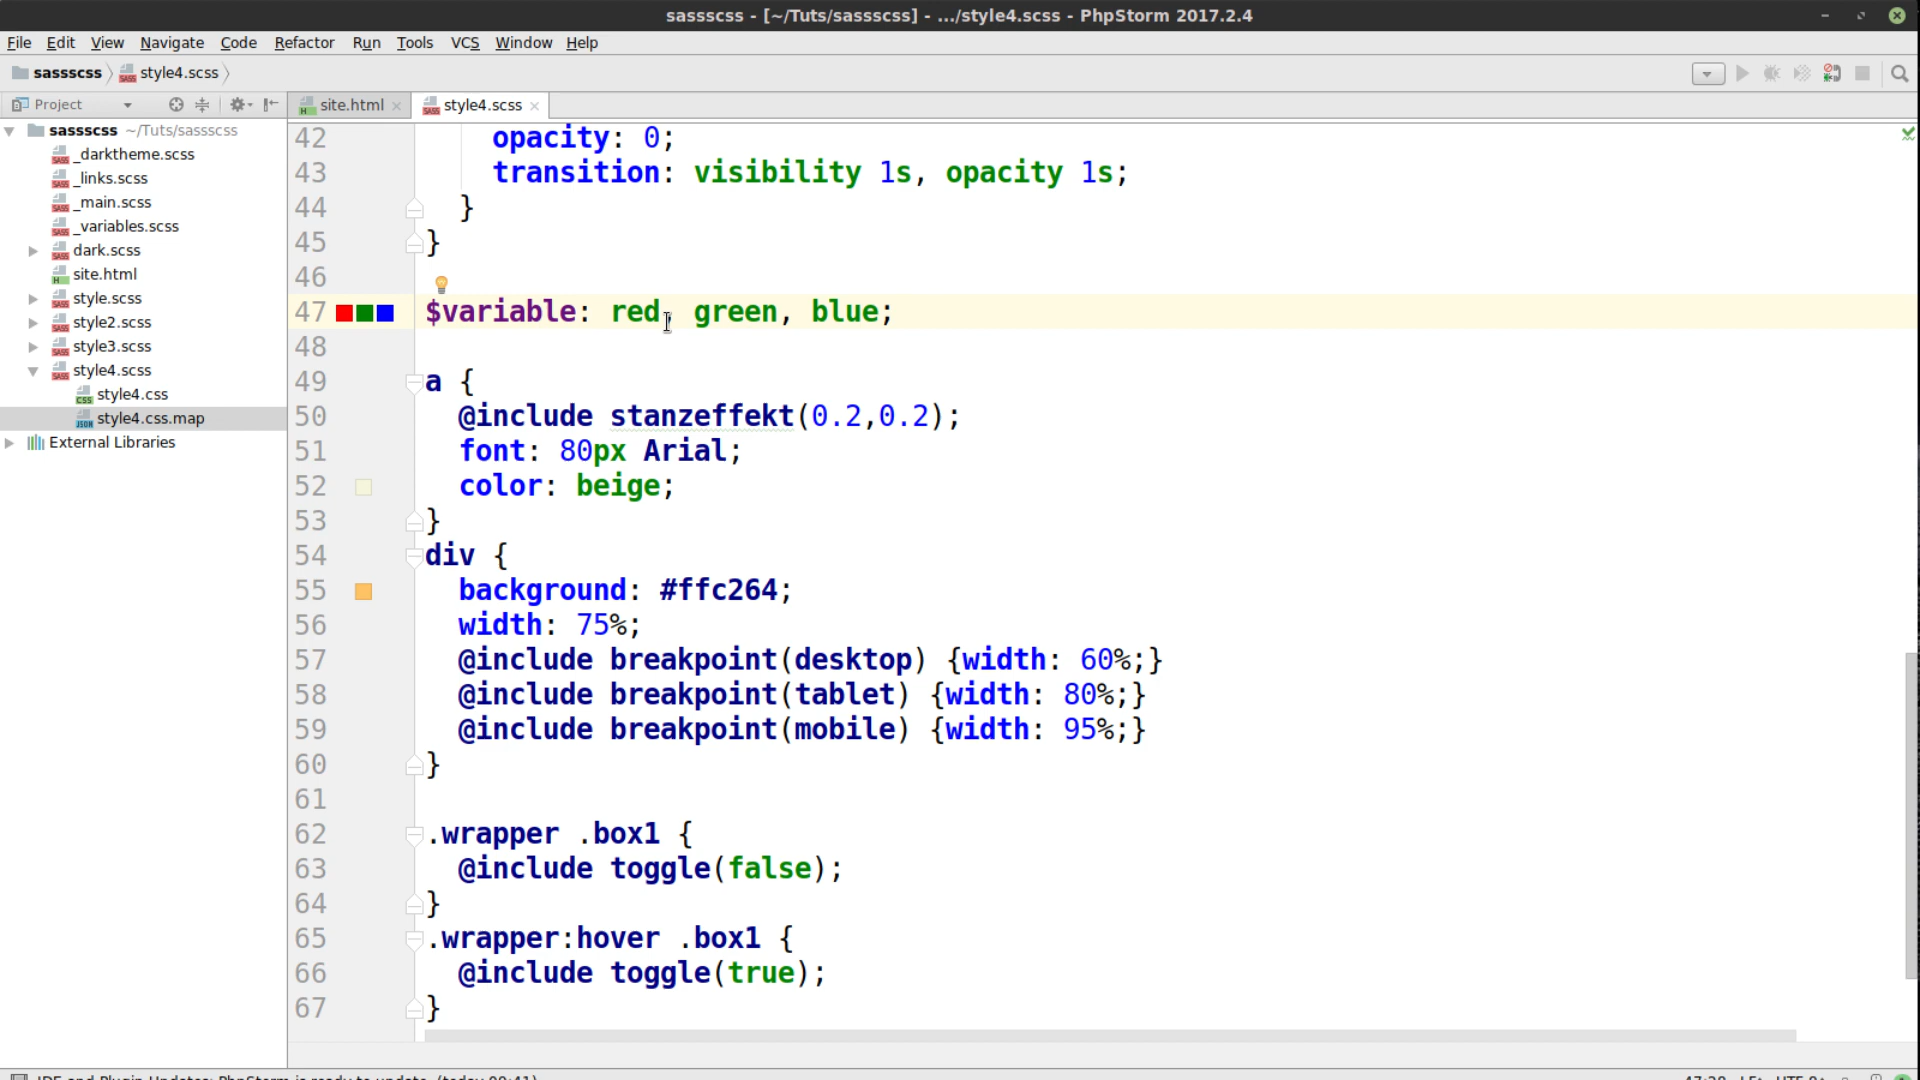 sassscss - [~/Tuts/sassscss] - .../style4.scss - PhpStorm 2017.2.4
File Edit View Navigate Code Refactor Run Tools VCS Window Help
sassscss style4.scss
Project
site.html
style4.scss
sassscss ~/Tuts/sassscss
_darktheme.scss
_links.scss
_main.scss
_variables.scss
dark.scss
site.html
style.scss
style2.scss
style3.scss
style4.scss
style4.css
style4.css.map
External Libraries
42 opacity: 0;
43 transition: visibility 1s, opacity 1s;
44 }
45 }
46
47 $variable: red, green, blue;
48
49 a {
50 @include stanzeffekt(0.2,0.2);
51 font: 80px Arial;
52 color: beige;
53 }
54 div {
55 background: #ffc264;
56 width: 75%;
57 @include breakpoint(desktop) {width: 60%;}
58 @include breakpoint(tablet) {width: 80%;}
59 @include breakpoint(mobile) {width: 95%;}
60 }
61
62 .wrapper .box1 {
63 @include toggle(false);
64 }
65 .wrapper:hover .box1 {
66 @include toggle(true);
67 }
IDE and Plugin Updates: PhpStorm is ready to update. (today 00:41)